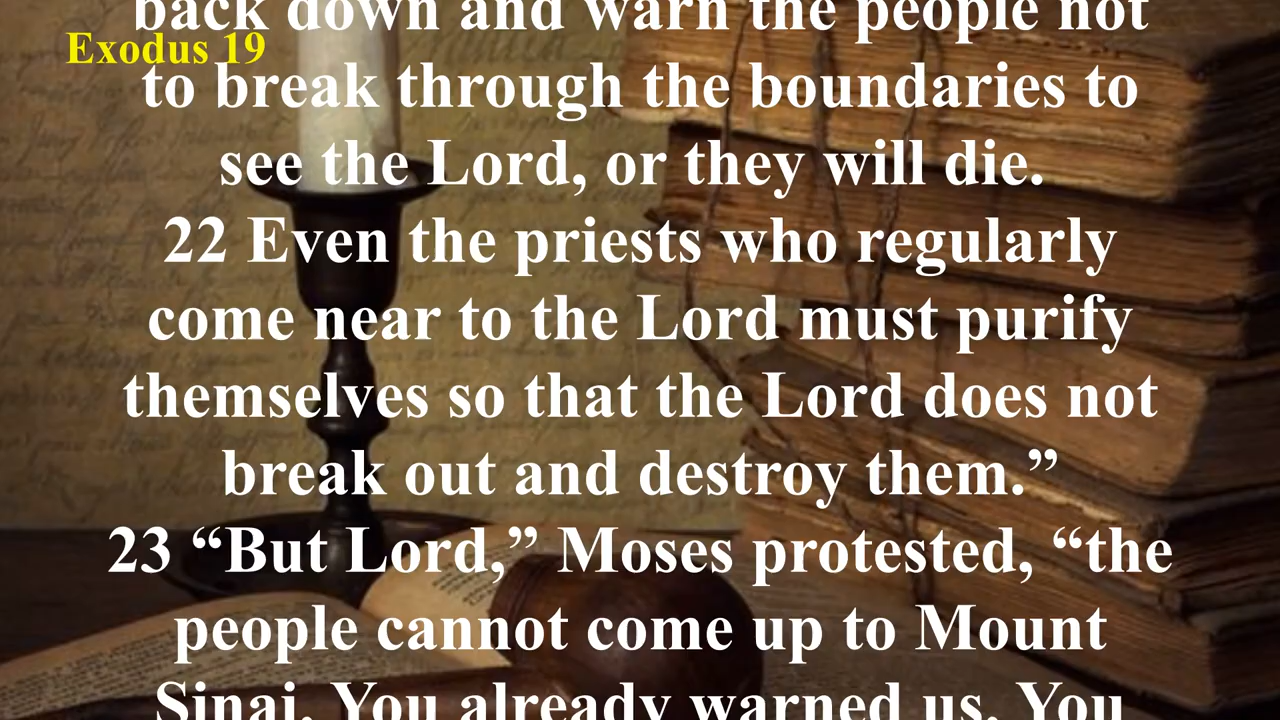 back down and warn the people not
Exodus 19
to break through the boundaries to
see the Lord, or they will die.
22 Even the priests who regularly
come near to the Lord must purify
themselves so that the Lord does not
break out and destroy them.”
23 “But Lord,” Moses protested, “the
people cannot come up to Mount
Sinai. You already warned us. You